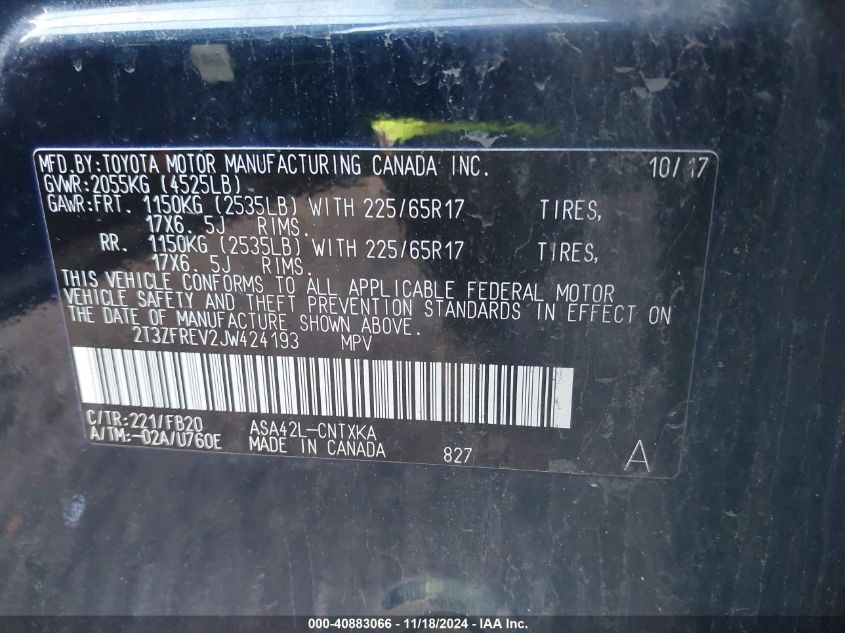 MFD.BY:TOYOTA MOTOR MANUFACTURING CANADA INC. 10/17
GVWR:2055KG (4525LB)
GAWR:FRT. 1150KG (2535LB) WITH 225/65R17 TIRES,
17X6. 5J RIMS.
RR. 1150KG (2535LB) WITH 225/65R17 TIRES,
17X6. 5J RIMS.
THIS VEHICLE CONFORMS TO ALL APPLICABLE FEDERAL MOTOR
VEHICLE SAFETY AND THEFT PREVENTION STANDARDS IN EFFECT ON
THE DATE OF MANUFACTURE SHOWN ABOVE.
2T3ZFREV2JW424193 MPV
C/TR:221/FB20 ASA42L-CNTXKA
A/TM:-02A/U760E MADE IN CANADA 827 A
000-40883066 - 11/18/2024 - IAA Inc.